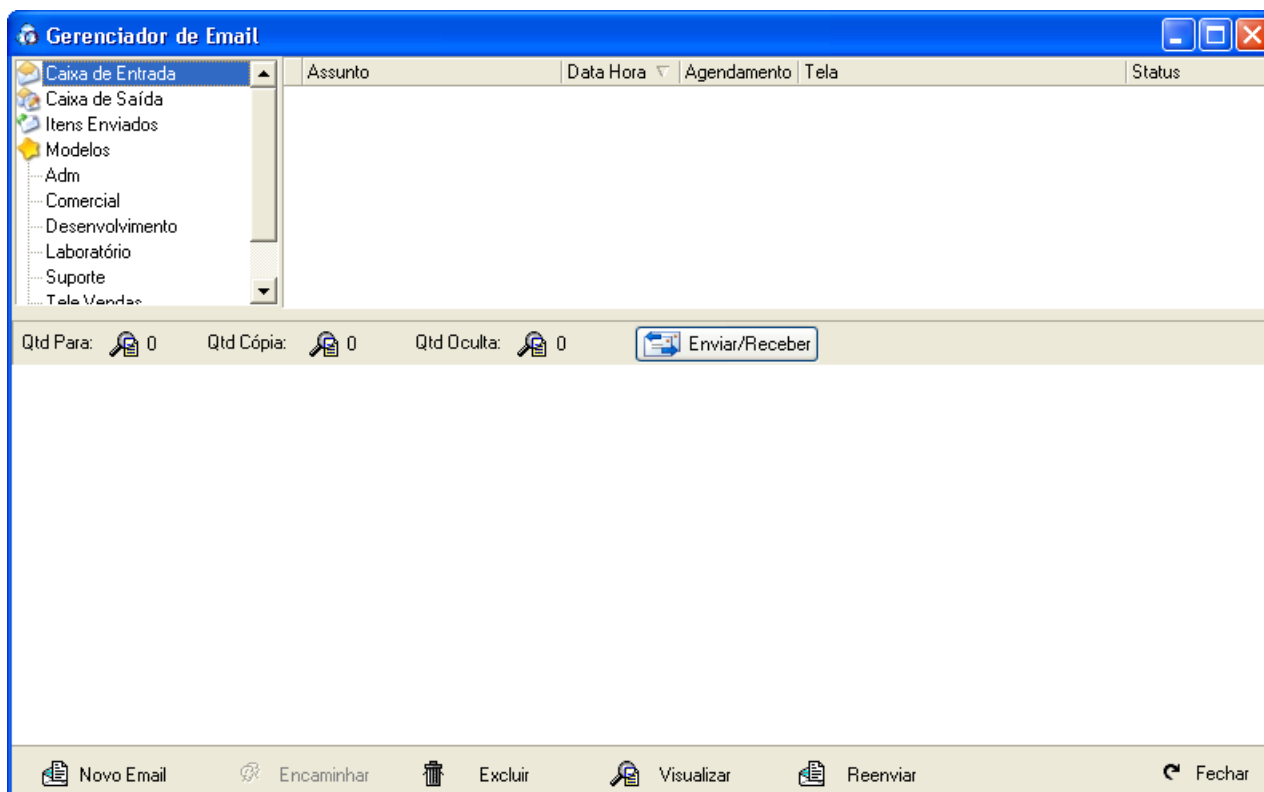 Gerenciador de Email
Caixa de Entrada
Caixa de Saída
Itens Enviados
Modelos
Adm
Comercial
Desenvolvimento
Laboratório
Suporte
Tele Vendas
Assunto Data Hora Agendamento Tela Status
Qtd Para: 0 Qtd Cópia: 0 Qtd Oculta: 0 Enviar/Receber
Novo Email Encaminhar Excluir Visualizar Reenviar Fechar